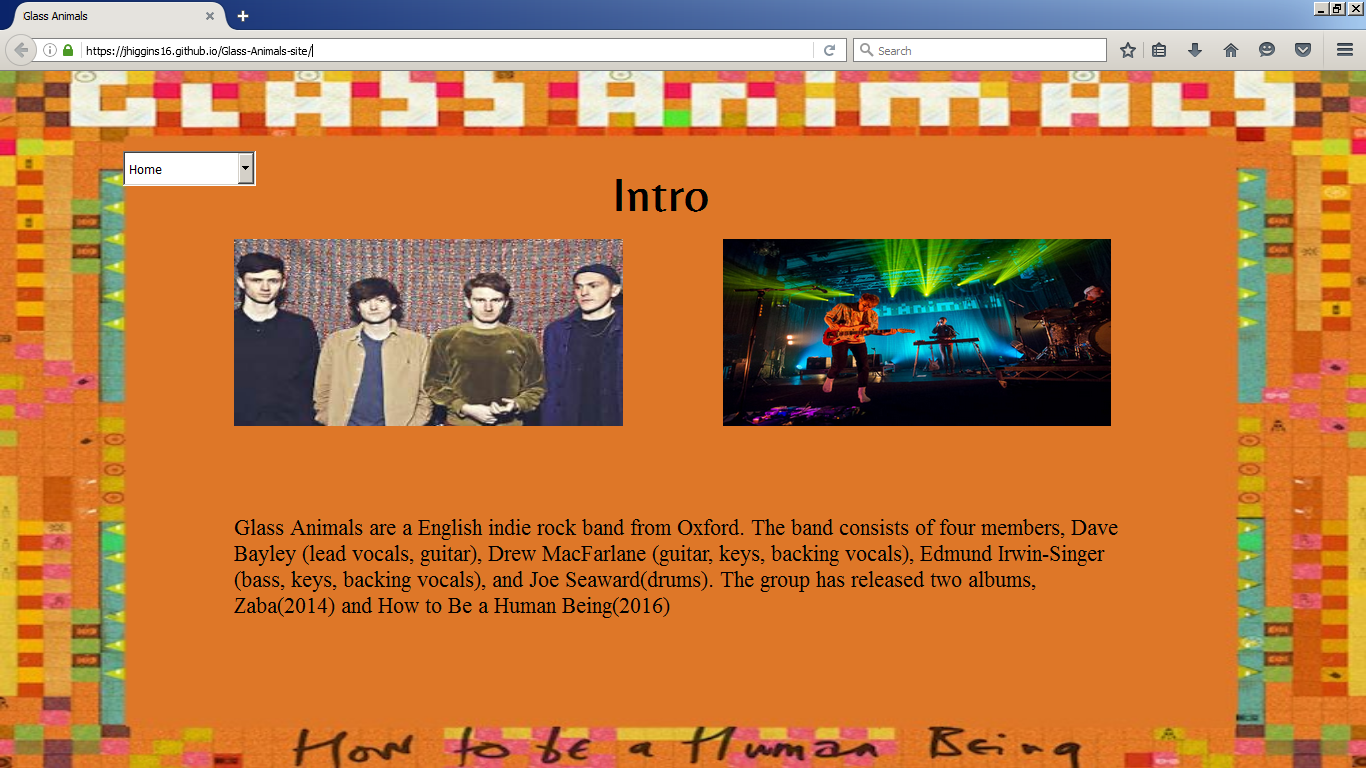 Glass Animals
https://jhiggins16.github.io/Glass-Animals-site/
Search
GLASS ANIMALS
Home
Intro
Glass Animals are a English indie rock band from Oxford. The band consists of four members, Dave
Bayley (lead vocals, guitar), Drew MacFarlane (guitar, keys, backing vocals), Edmund Irwin-Singer
(bass, keys, backing vocals), and Joe Seaward(drums). The group has released two albums,
Zaba(2014) and How to Be a Human Being(2016)
How to be a Human Being